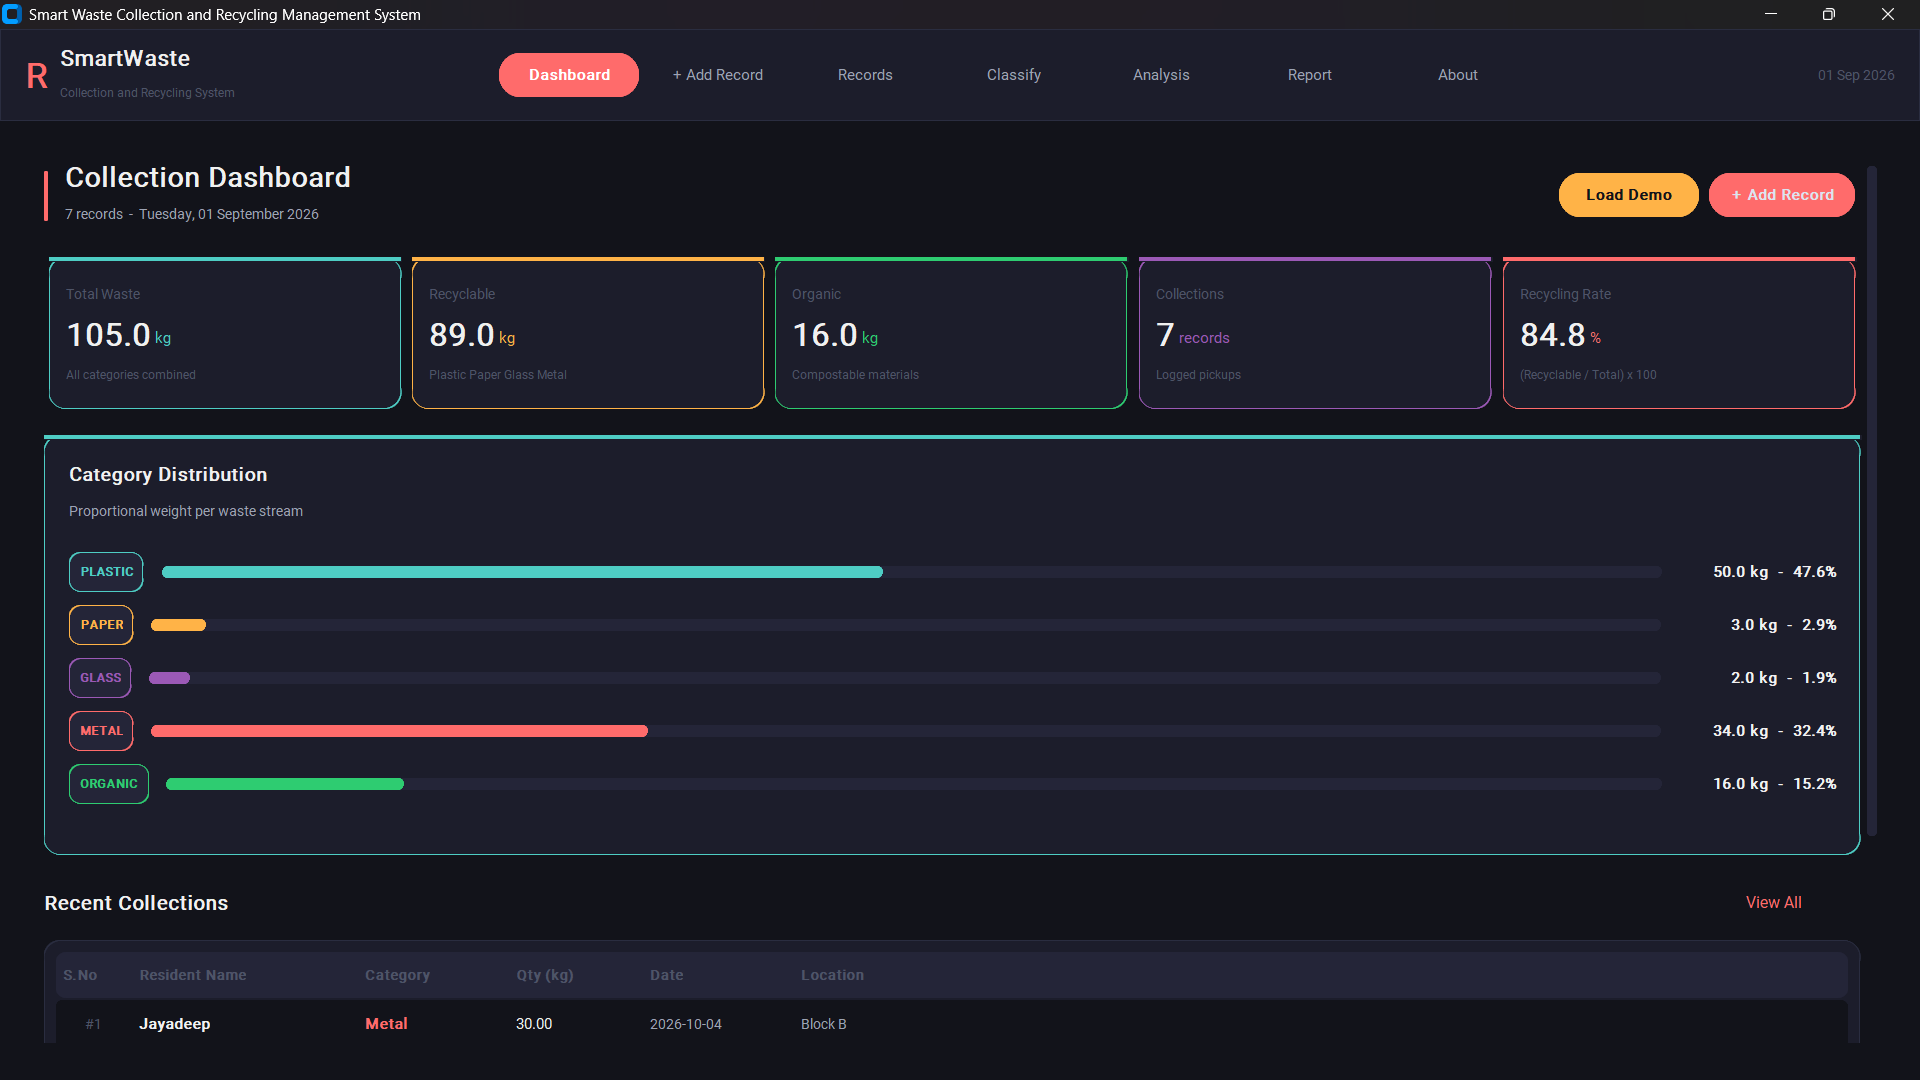 Smart Waste Collection and Recycling Management System
R
SmartWaste
Collection and Recycling System
Dashboard
+ Add Record
Records
Classify
Analysis
Report
About
01 Sep 2026
Collection Dashboard
7 records - Tuesday, 01 September 2026
Load Demo
+ Add Record
Total Waste
105.0 kg
All categories combined
Recyclable
89.0 kg
Plastic Paper Glass Metal
Organic
16.0 kg
Compostable materials
Collections
7 records
Logged pickups
Recycling Rate
84.8 %
(Recyclable / Total) x 100
Category Distribution
Proportional weight per waste stream
PLASTIC 50.0 kg - 47.6%
PAPER 3.0 kg - 2.9%
GLASS 2.0 kg - 1.9%
METAL 34.0 kg - 32.4%
ORGANIC 16.0 kg - 15.2%
Recent Collections
View All
S.No Resident Name Category Qty (kg) Date Location
#1 Jayadeep Metal 30.00 2026-10-04 Block B